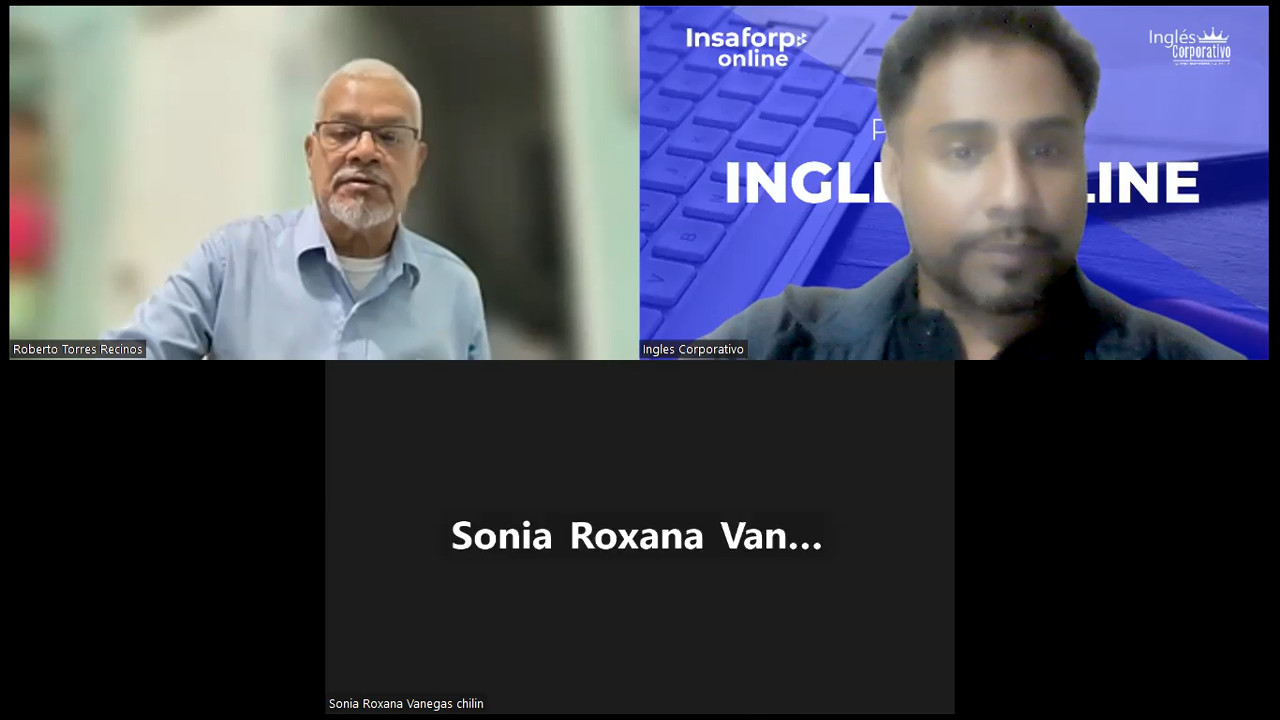 Insaforp
online
Inglés
Corporativo
P
INGL
LINE
Roberto Torres Recinos
Ingles Corporativo
Sonia Roxana Van...
Sonia Roxana Vanegas chilin